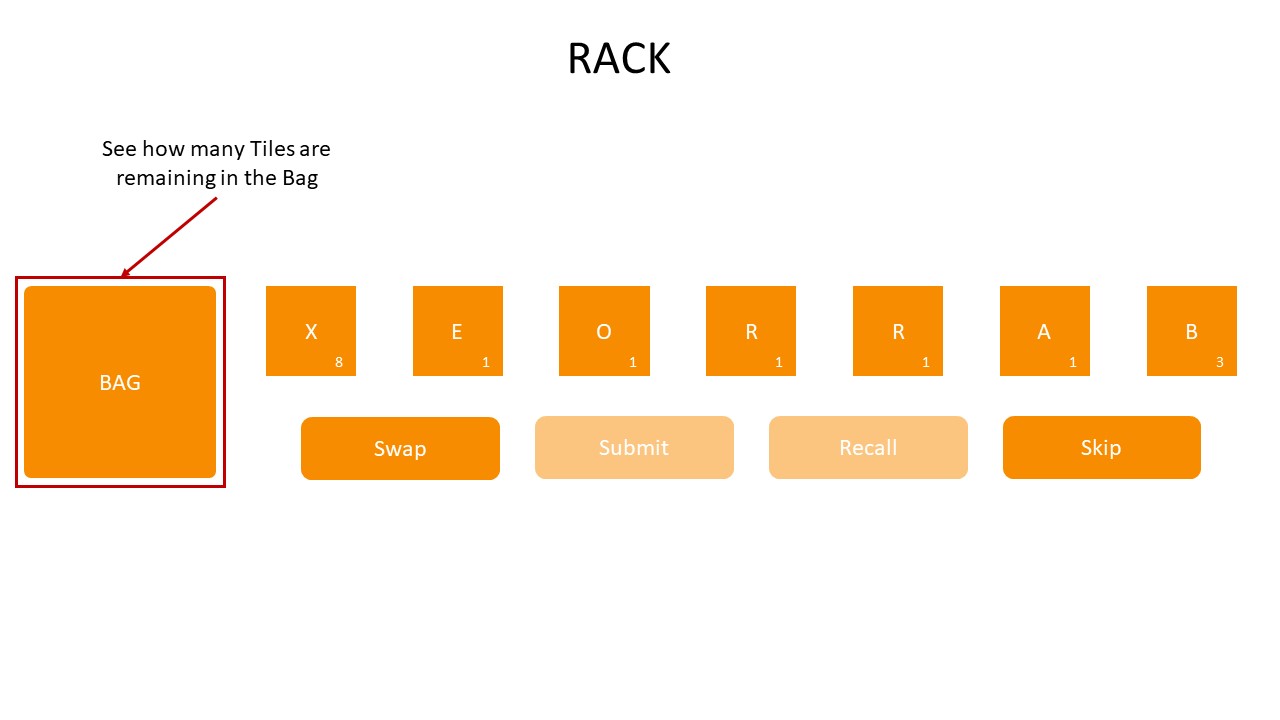 RACK
See how many Tiles are
remaining in the Bag
BAG
X 8
E 1
O 1
R 1
R 1
A 1
B 3
Swap
Submit
Recall
Skip